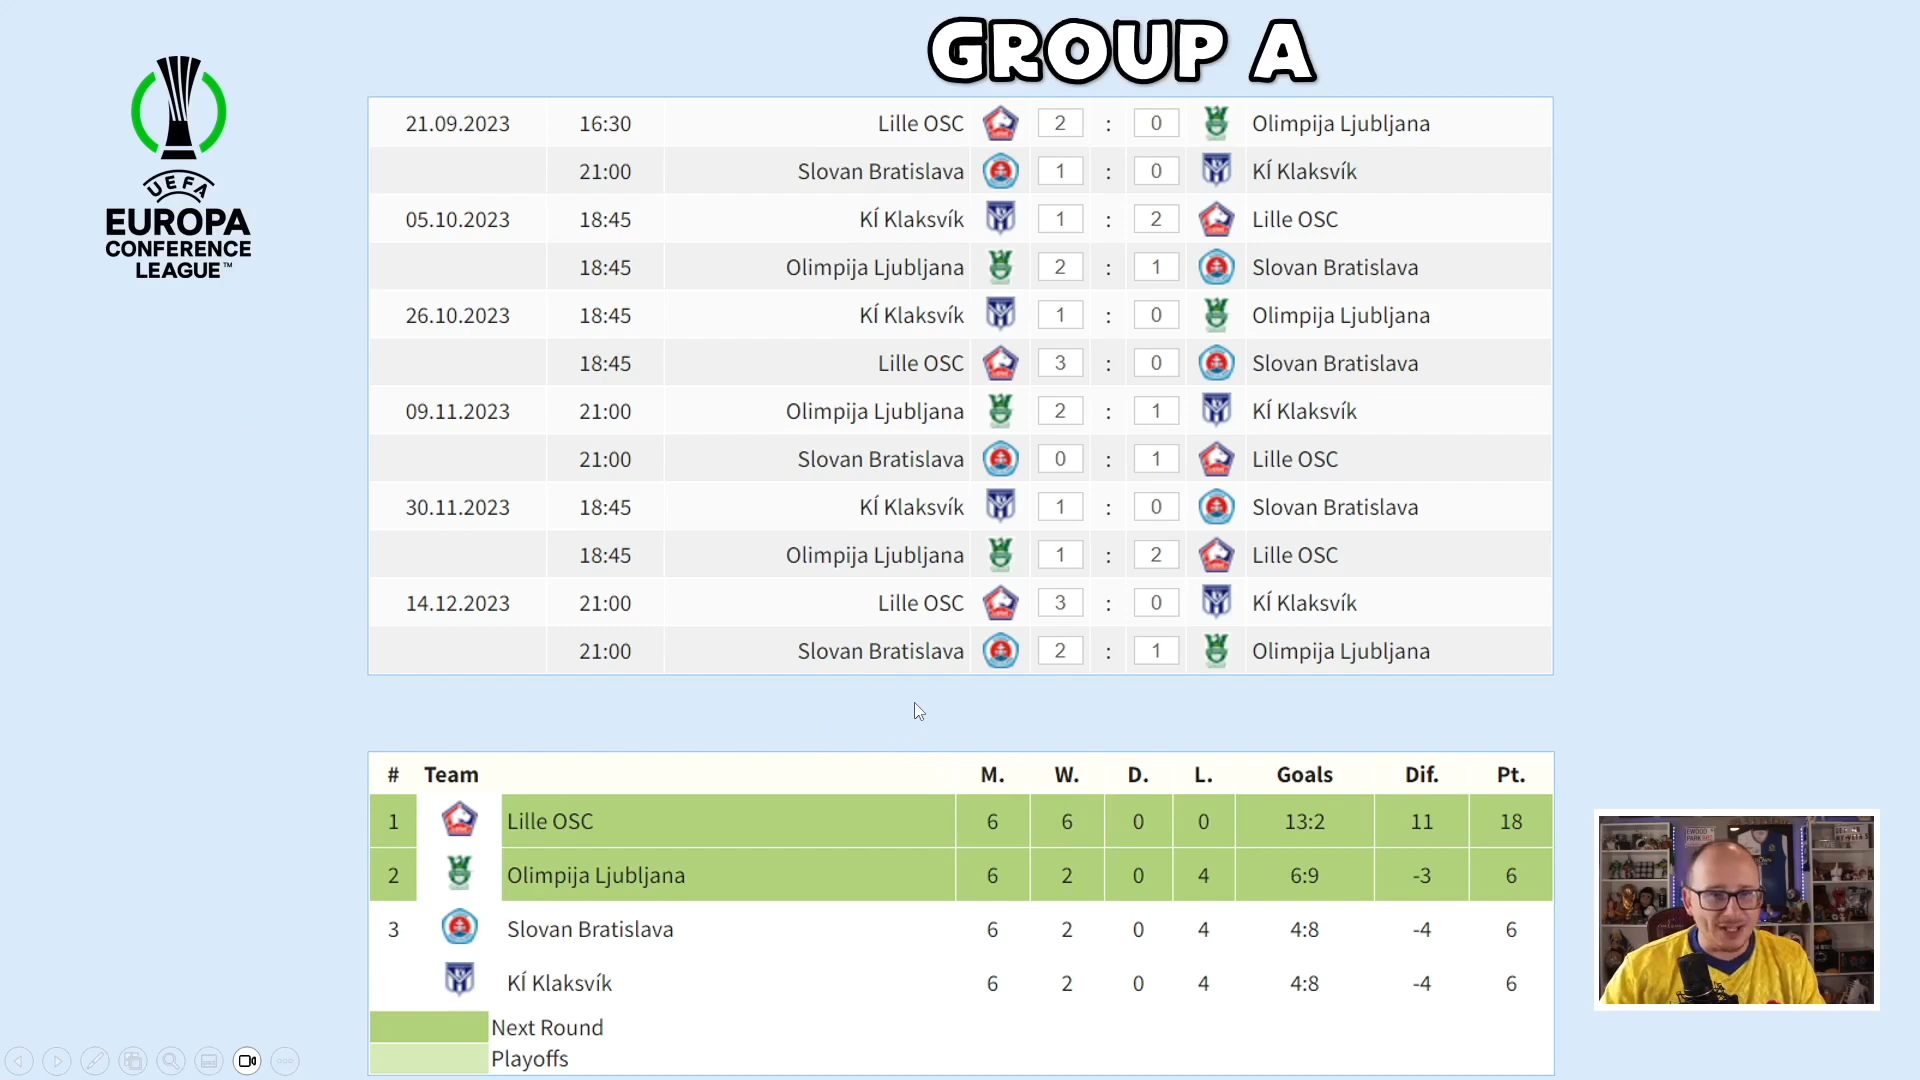 GROUP A
UEFA
EUROPA
CONFERENCE
LEAGUE™
21.09.2023 16:30 Lille OSC 2 : 0 Olimpija Ljubljana
21:00 Slovan Bratislava 1 : 0 KÍ Klaksvík
05.10.2023 18:45 KÍ Klaksvík 1 : 2 Lille OSC
18:45 Olimpija Ljubljana 2 : 1 Slovan Bratislava
26.10.2023 18:45 KÍ Klaksvík 1 : 0 Olimpija Ljubljana
18:45 Lille OSC 3 : 0 Slovan Bratislava
09.11.2023 21:00 Olimpija Ljubljana 2 : 1 KÍ Klaksvík
21:00 Slovan Bratislava 0 : 1 Lille OSC
30.11.2023 18:45 KÍ Klaksvík 1 : 0 Slovan Bratislava
18:45 Olimpija Ljubljana 1 : 2 Lille OSC
14.12.2023 21:00 Lille OSC 3 : 0 KÍ Klaksvík
21:00 Slovan Bratislava 2 : 1 Olimpija Ljubljana
# Team M. W. D. L. Goals Dif. Pt.
1 Lille OSC 6 6 0 0 13:2 11 18
2 Olimpija Ljubljana 6 2 0 4 6:9 -3 6
3 Slovan Bratislava 6 2 0 4 4:8 -4 6
KÍ Klaksvík 6 2 0 4 4:8 -4 6
Next Round
Playoffs